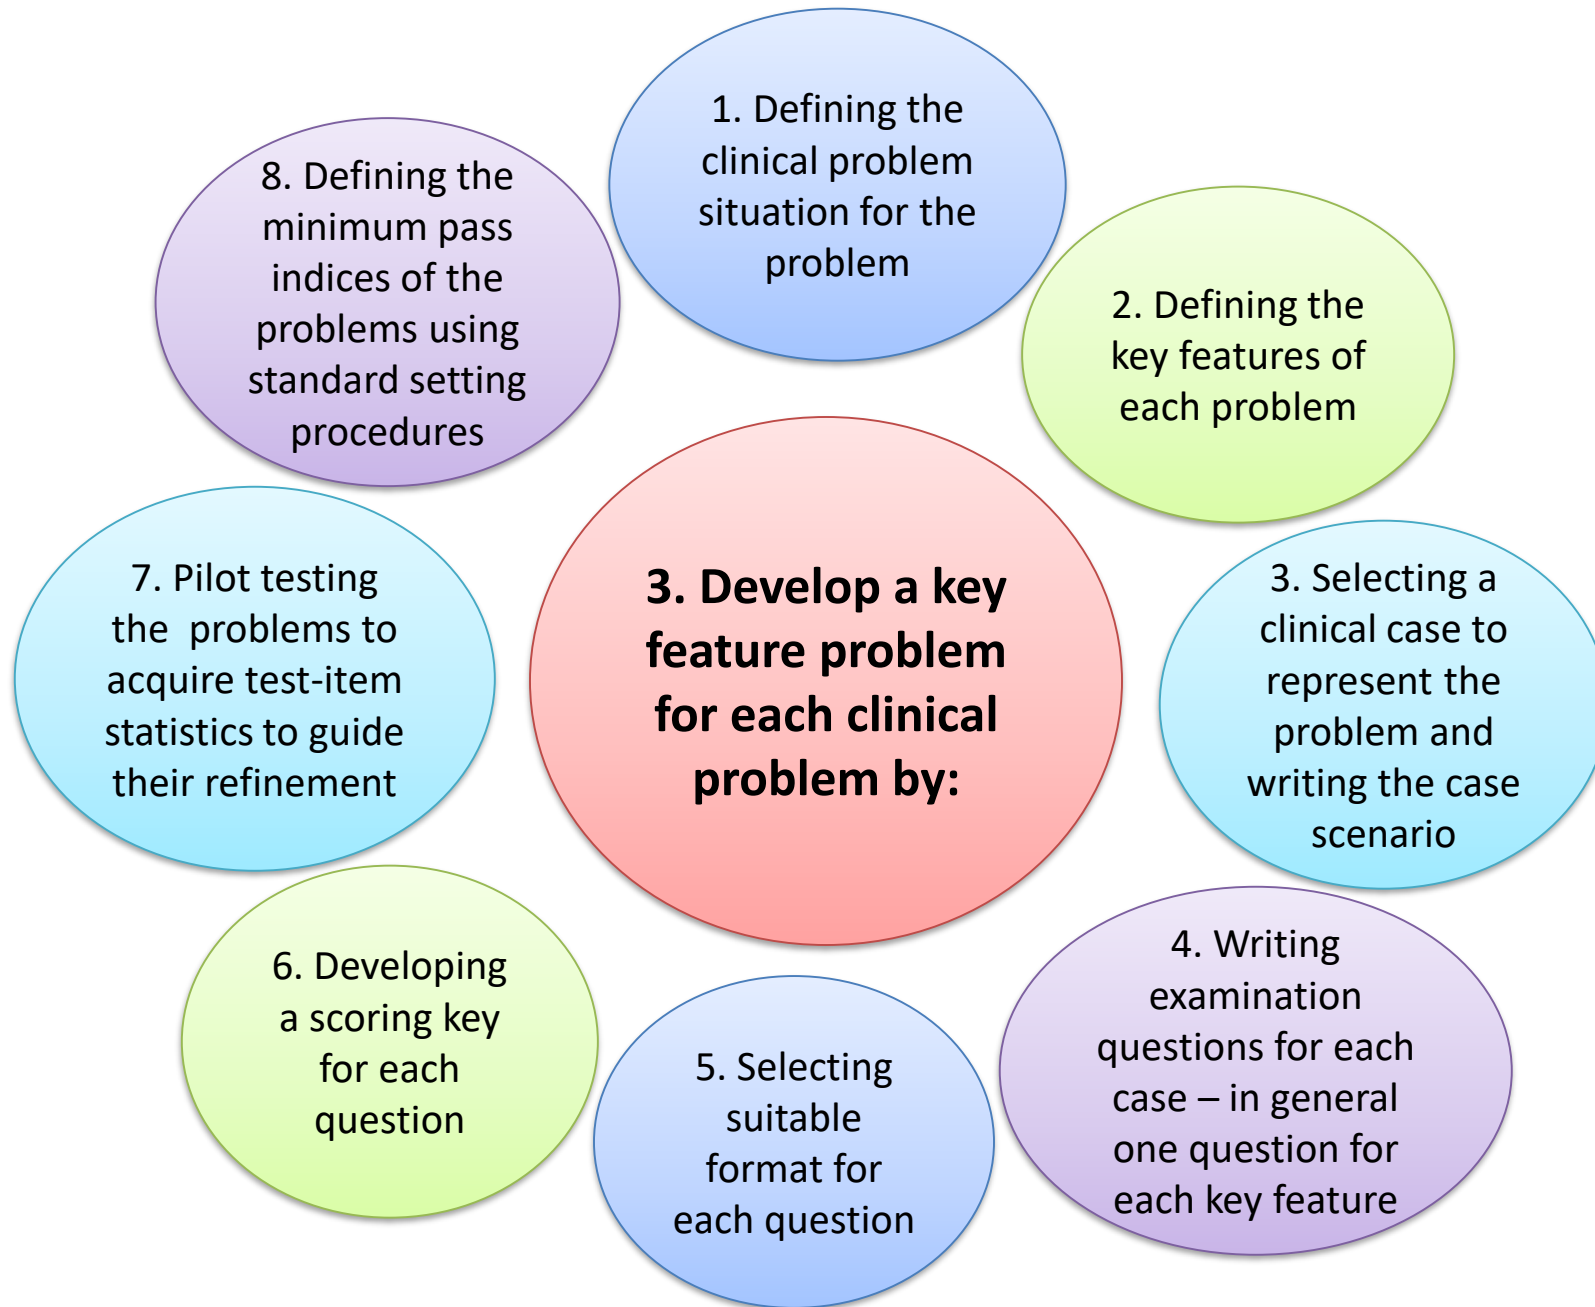 1. Defining the
clinical problem
situation for the
problem
2. Defining the
key features of
each problem
3. Selecting a
clinical case to
represent the
problem and
writing the case
scenario
4. Writing
examination
questions for each
case – in general
one question for
each key feature
5. Selecting
suitable
format for
each question
6. Developing
a scoring key
for each
question
7. Pilot testing
the  problems to
acquire test-item
statistics to guide
their refinement
8. Defining the
minimum pass
indices of the
problems using
standard setting
procedures
3. Develop a key
feature problem
for each clinical
problem by: